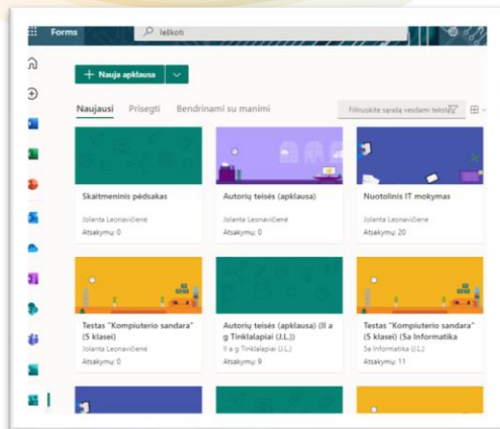 Forms
Ieškoti
+ Nauja apklausa
Naujausi Prisegti Bendrinami su manimi
Filtruokite sąrašą vesdami tekstą
Skaitmeninis pėdsakas
Jolanta Leonavičienė
Atsakymų: 0
Autorių teisės (apklausa)
Jolanta Leonavičienė
Atsakymų: 0
Nuotolinis IT mokymas
Jolanta Leonavičienė
Atsakymų: 20
Testas "Kompiuterio sandara"
(5 klasei)
Jolanta Leonavičienė
Atsakymų: 0
Autorių teisės (apklausa) (II a
g Tinklalapiai (J.L.))
II a g Tinklalapiai (J.L.)
Atsakymų: 9
Testas "Kompiuterio sandara"
(5 klasei) (5a Informatika
5a Informatika (J.L.)
Atsakymų: 11